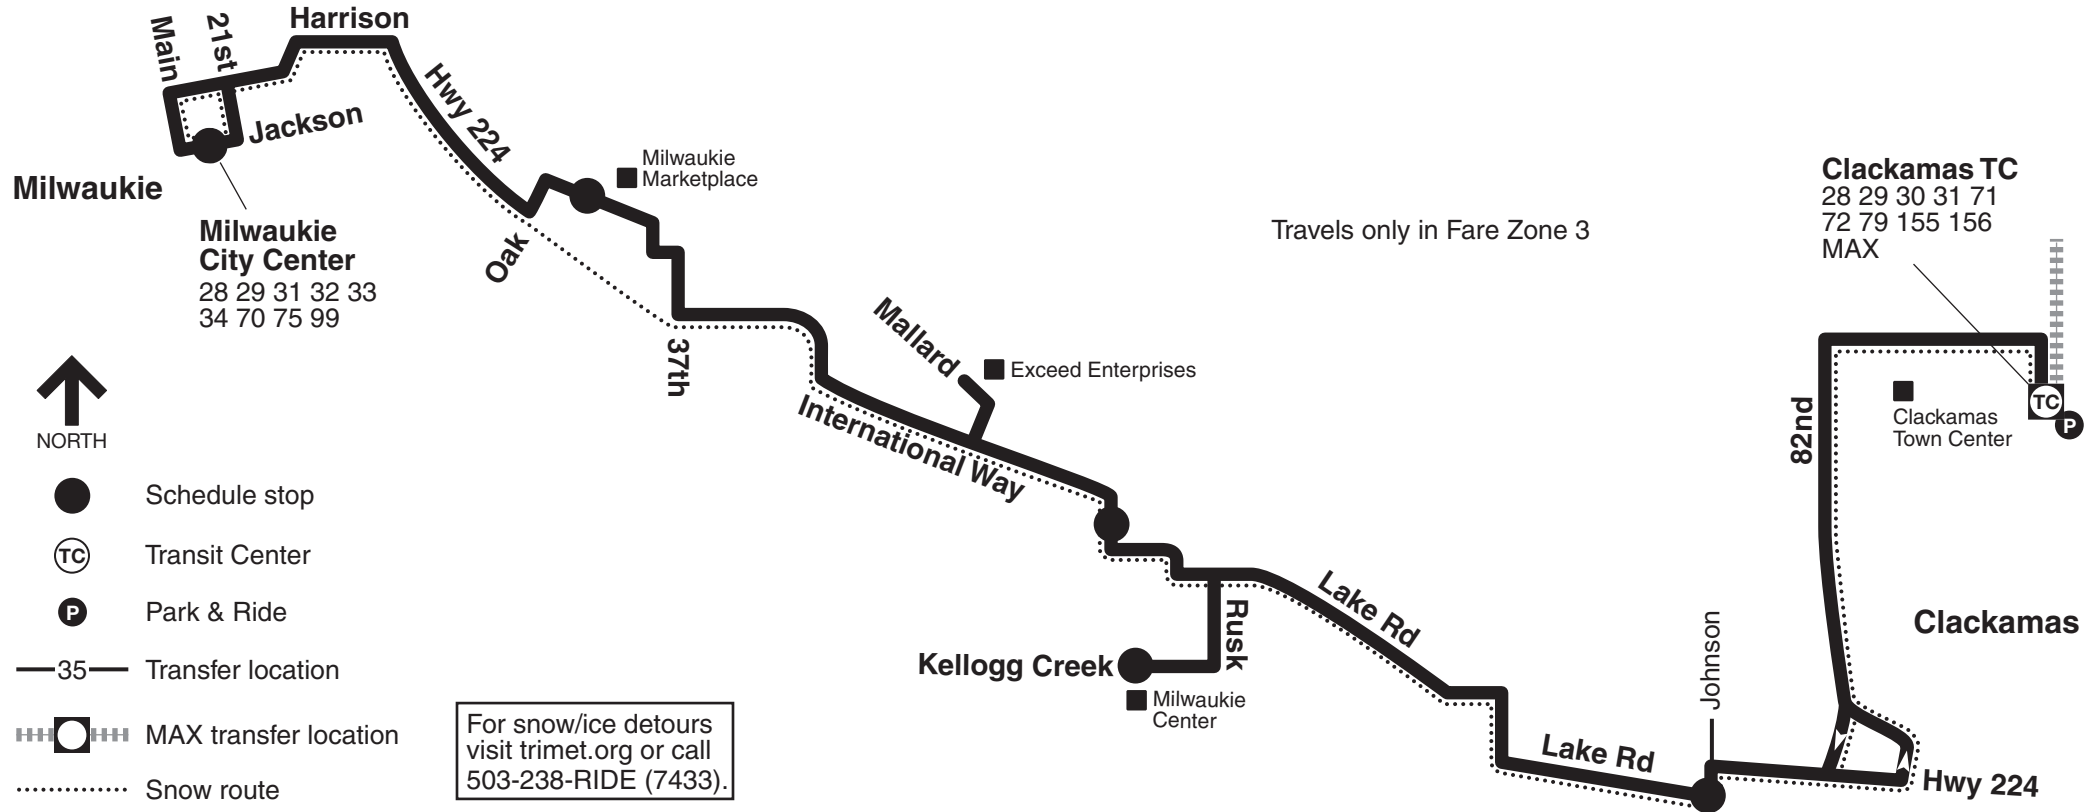 Main
21st
Harrison
Hwy 224
Jackson
Milwaukie
Milwaukie
Marketplace
Milwaukie
City Center
28 29 31 32 33
34 70 75 99
Oak
37th
Travels only in Fare Zone 3
Clackamas TC
28 29 30 31 71
72 79 155 156
MAX
Mallard
Exceed Enterprises
International Way
82nd
Clackamas
Town Center
TC
P
NORTH
Schedule stop
TC
Transit Center
P
Park & Ride
35
Transfer location
MAX transfer location
Snow route
For snow/ice detours
visit trimet.org or call
503-238-RIDE (7433).
Kellogg Creek
Rusk
Milwaukie
Center
Lake Rd
Lake Rd
Johnson
Clackamas
Hwy 224